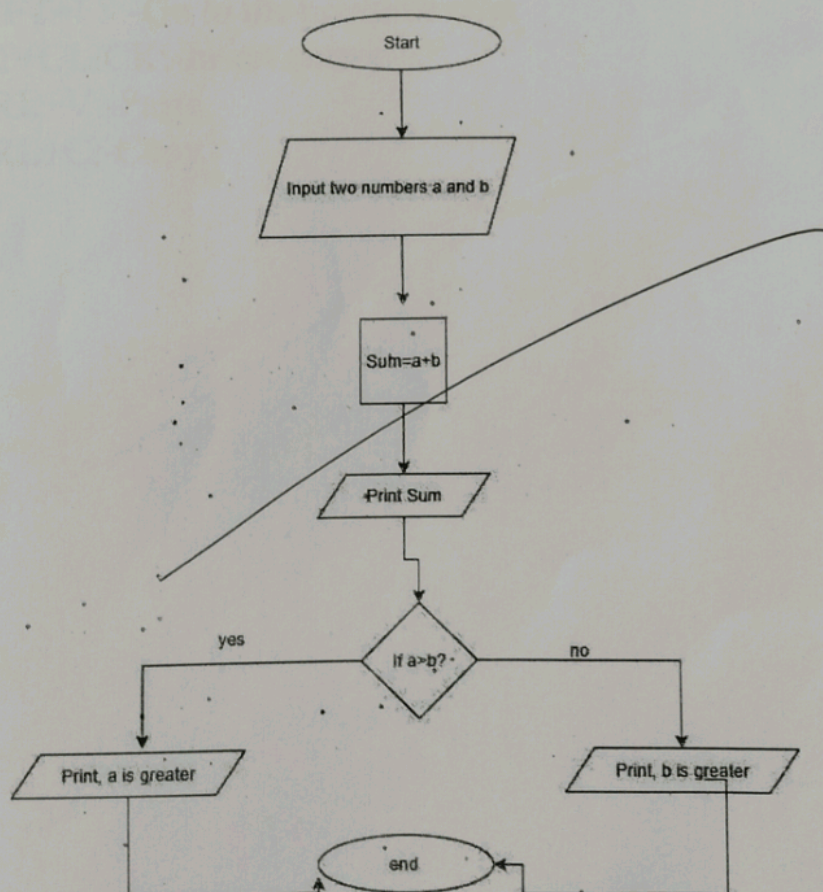 Start
Input two numbers a and b
Sum=a+b
Print Sum
If a>b?
yes
no
Print, a is greater
Print, b is greater
end